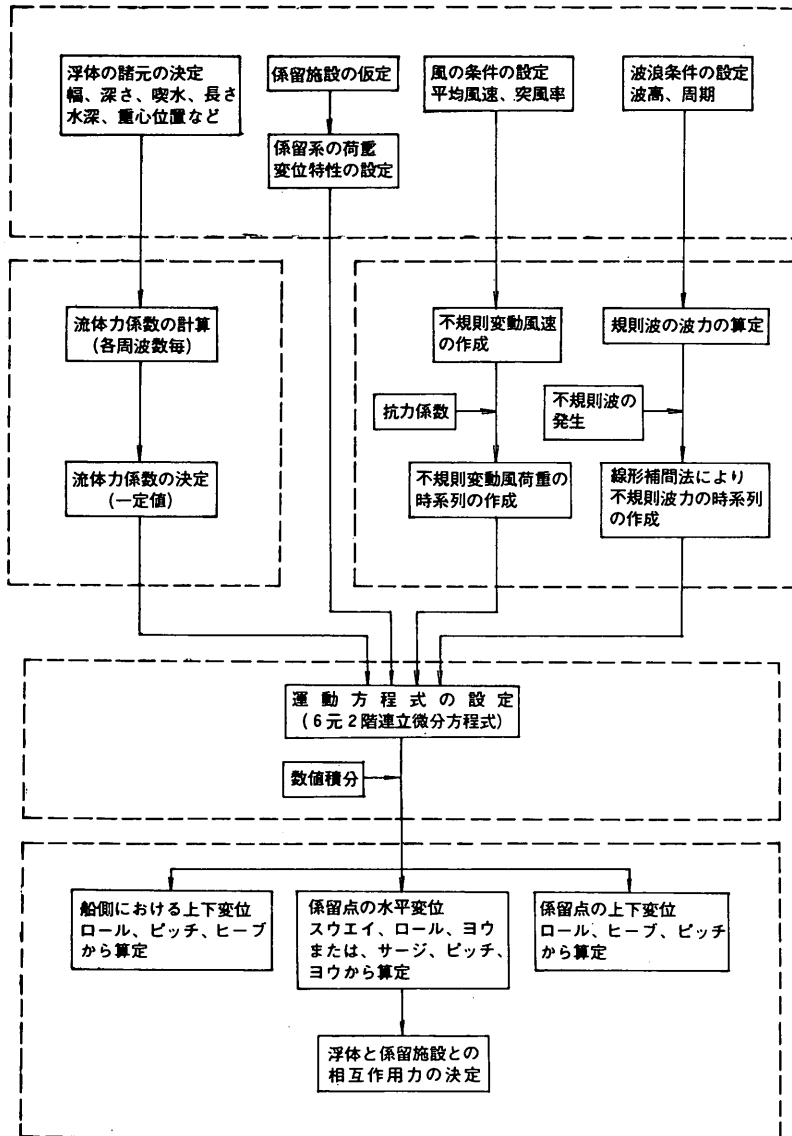 浮体の諸元の決定
幅、深さ、喫水、長さ
水深、重心位置など
係留施設の仮定
係留系の荷重
変位特性の設定
風の条件の設定
平均風速、突風率
波浪条件の設定
波高、周期
流体力係数の計算
(各周波数毎)
流体力係数の決定
(一定値)
不規則変動風速
の作成
抗力係数
不規則変動風荷重の
時系列の作成
規則波の波力の算定
不規則波の
発生
線形補間法により
不規則波力の時系列
の作成
運動方程式の設定
(6元2階連立微分方程式)
数値積分
船側における上下変位
ロール、ピッチ、ヒーブ
から算定
係留点の水平変位
スウエイ、ロール、ヨウ
または、サージ、ピッチ、
ヨウから算定
係留点の上下変位
ロール、ヒーブ、ピッチ
から算定
浮体と係留施設との
相互作用力の決定